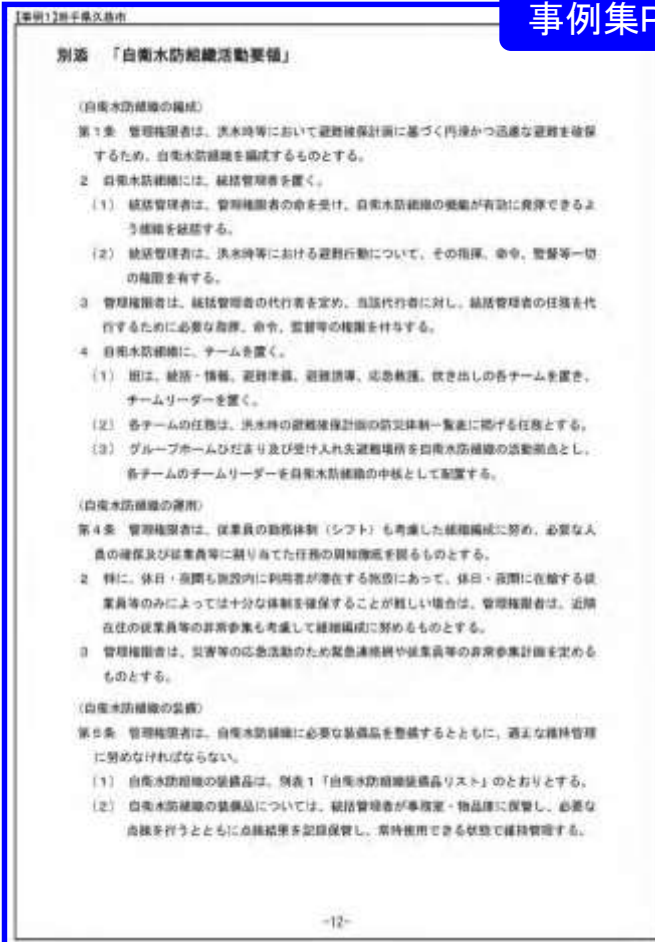 【事例1】岩手県久慈市
事例集P
別添 「自衛水防組織活動要領」
(自衛水防組織の編成)
第1条 管理権限者は、洪水時等において避難確保計画に基づく円滑かつ迅速な避難を確保
するため、自衛水防組織を編成するものとする。
2 自衛水防組織には、統括管理者を置く。
(1) 統括管理者は、管理権限者の命を受け、自衛水防組織の機能が有効に発揮できるよ
う組織を統括する。
(2) 統括管理者は、洪水時等における避難行動について、その指揮、命令、監督等一切
の権限を有する。
3 管理権限者は、統括管理者の代行者を定め、当該代行者に対し、統括管理者の任務を代
行するために必要な指揮、命令、監督等の権限を付与する。
4 自衛水防組織に、チームを置く。
(1) 班は、統括・情報、避難準備、避難誘導、応急救護、炊き出しの各チームを置き、
チームリーダーを置く。
(2) 各チームの任務は、洪水時の避難確保計画の防災体制一覧表に掲げる任務とする。
(3) グループホームひだまり及び受け入れ先避難場所を自衛水防組織の活動拠点とし、
各チームのチームリーダーを自衛水防組織の中核として配置する。
(自衛水防組織の運用)
第4条 管理権限者は、従業員の勤務体制(シフト)も考慮した組織編成に努め、必要な人
員の確保及び従業員等に割り当てた任務の周知徹底を図るものとする。
2 特に、休日・夜間も施設内に利用者が滞在する施設にあって、休日・夜間に在館する従
業員等のみによっては十分な体制を確保することが難しい場合は、管理権限者は、近隣
在住の従業員等の非常参集も考慮して組織編成に努めるものとする。
3 管理権限者は、災害等の応急活動のため緊急連絡網や従業員等の非常参集計画を定める
ものとする。
(自衛水防組織の装備)
第5条 管理権限者は、自衛水防組織に必要な装備品を整備するとともに、適正な維持管理
に努めなければならない。
(1) 自衛水防組織の装備品は、別表1「自衛水防組織装備品リスト」のとおりとする。
(2) 自衛水防組織の装備品については、統括管理者が事務室・物品庫に保管し、必要な
点検を行うとともに点検結果を記録保管し、常時使用できる状態で維持管理する。
-12-